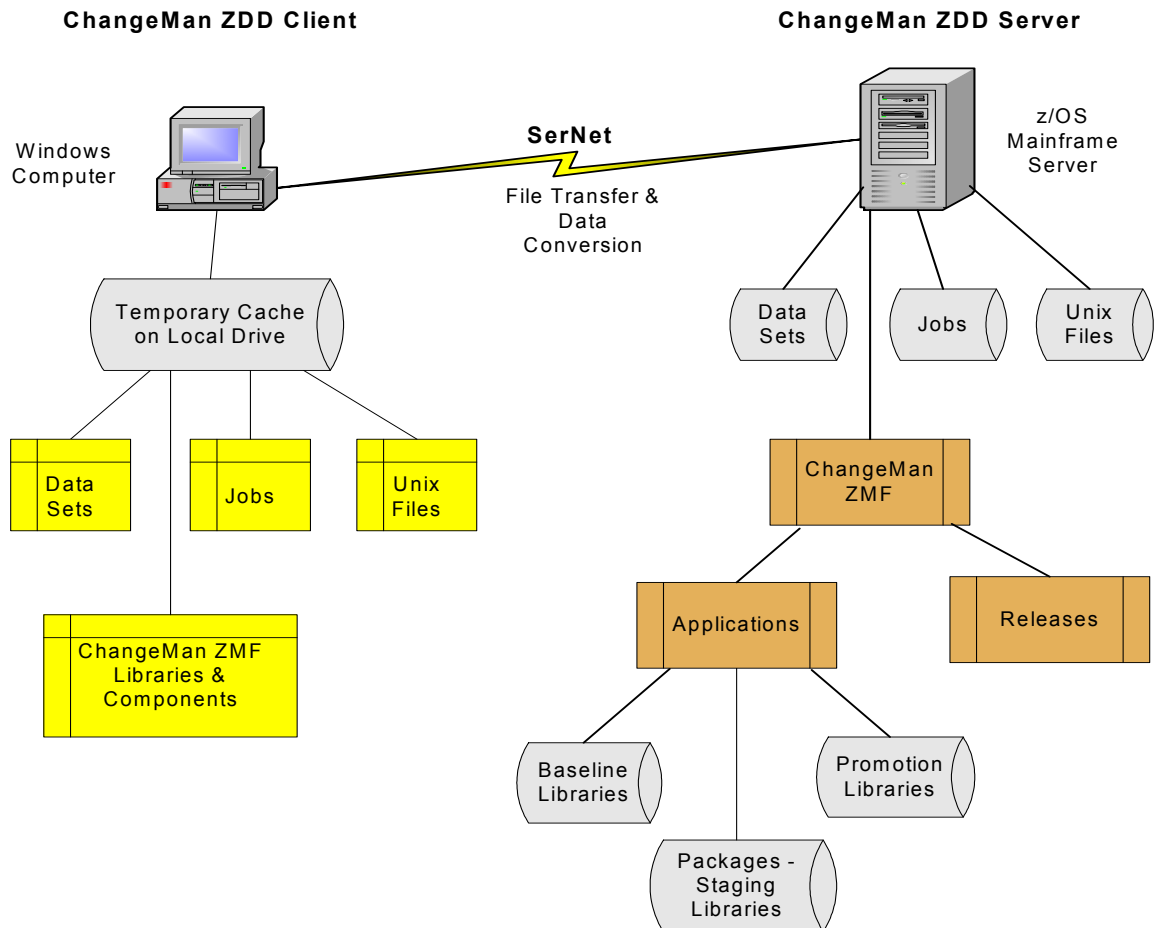 ChangeMan ZDD Client
ChangeMan ZDD Server
Windows
Computer
SerNet
File Transfer &
Data
Conversion
z/OS
Mainframe
Server
Temporary Cache
on Local Drive
Data
Sets
Jobs
Unix
Files
Data
Sets
Jobs
Unix
Files
ChangeMan
ZMF
ChangeMan ZMF
Libraries &
Components
Applications
Releases
Baseline
Libraries
Promotion
Libraries
Packages -
Staging
Libraries